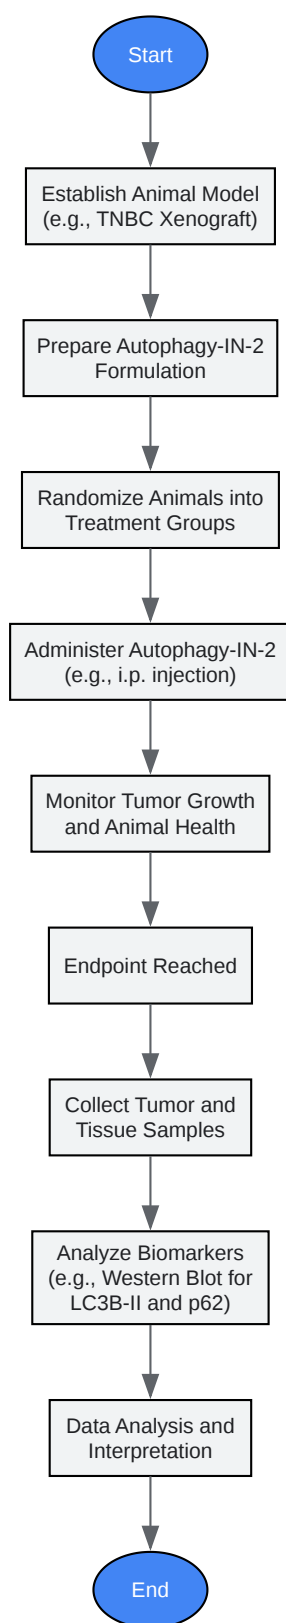 Start
Establish Animal Model
(e.g., TNBC Xenograft)
Prepare Autophagy-IN-2
Formulation
Randomize Animals into
Treatment Groups
Administer Autophagy-IN-2
(e.g., i.p. injection)
Monitor Tumor Growth
and Animal Health
Endpoint Reached
Collect Tumor and
Tissue Samples
Analyze Biomarkers
(e.g., Western Blot for
LC3B-II and p62)
Data Analysis and
Interpretation
End